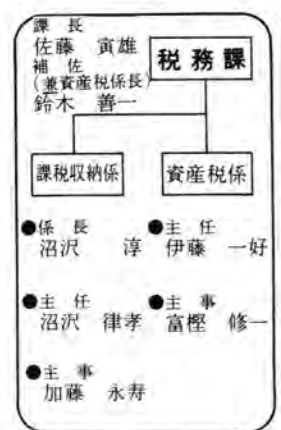 課長
佐藤 寅雄
補佐
(兼資産税係長)
鈴木 善一
税務課
課税収納係
資産税係
●係長
沼沢 淳
●主任
沼沢 律孝
●主事
加藤 永寿
●主任
伊藤 一好
●主事
富樫 修一